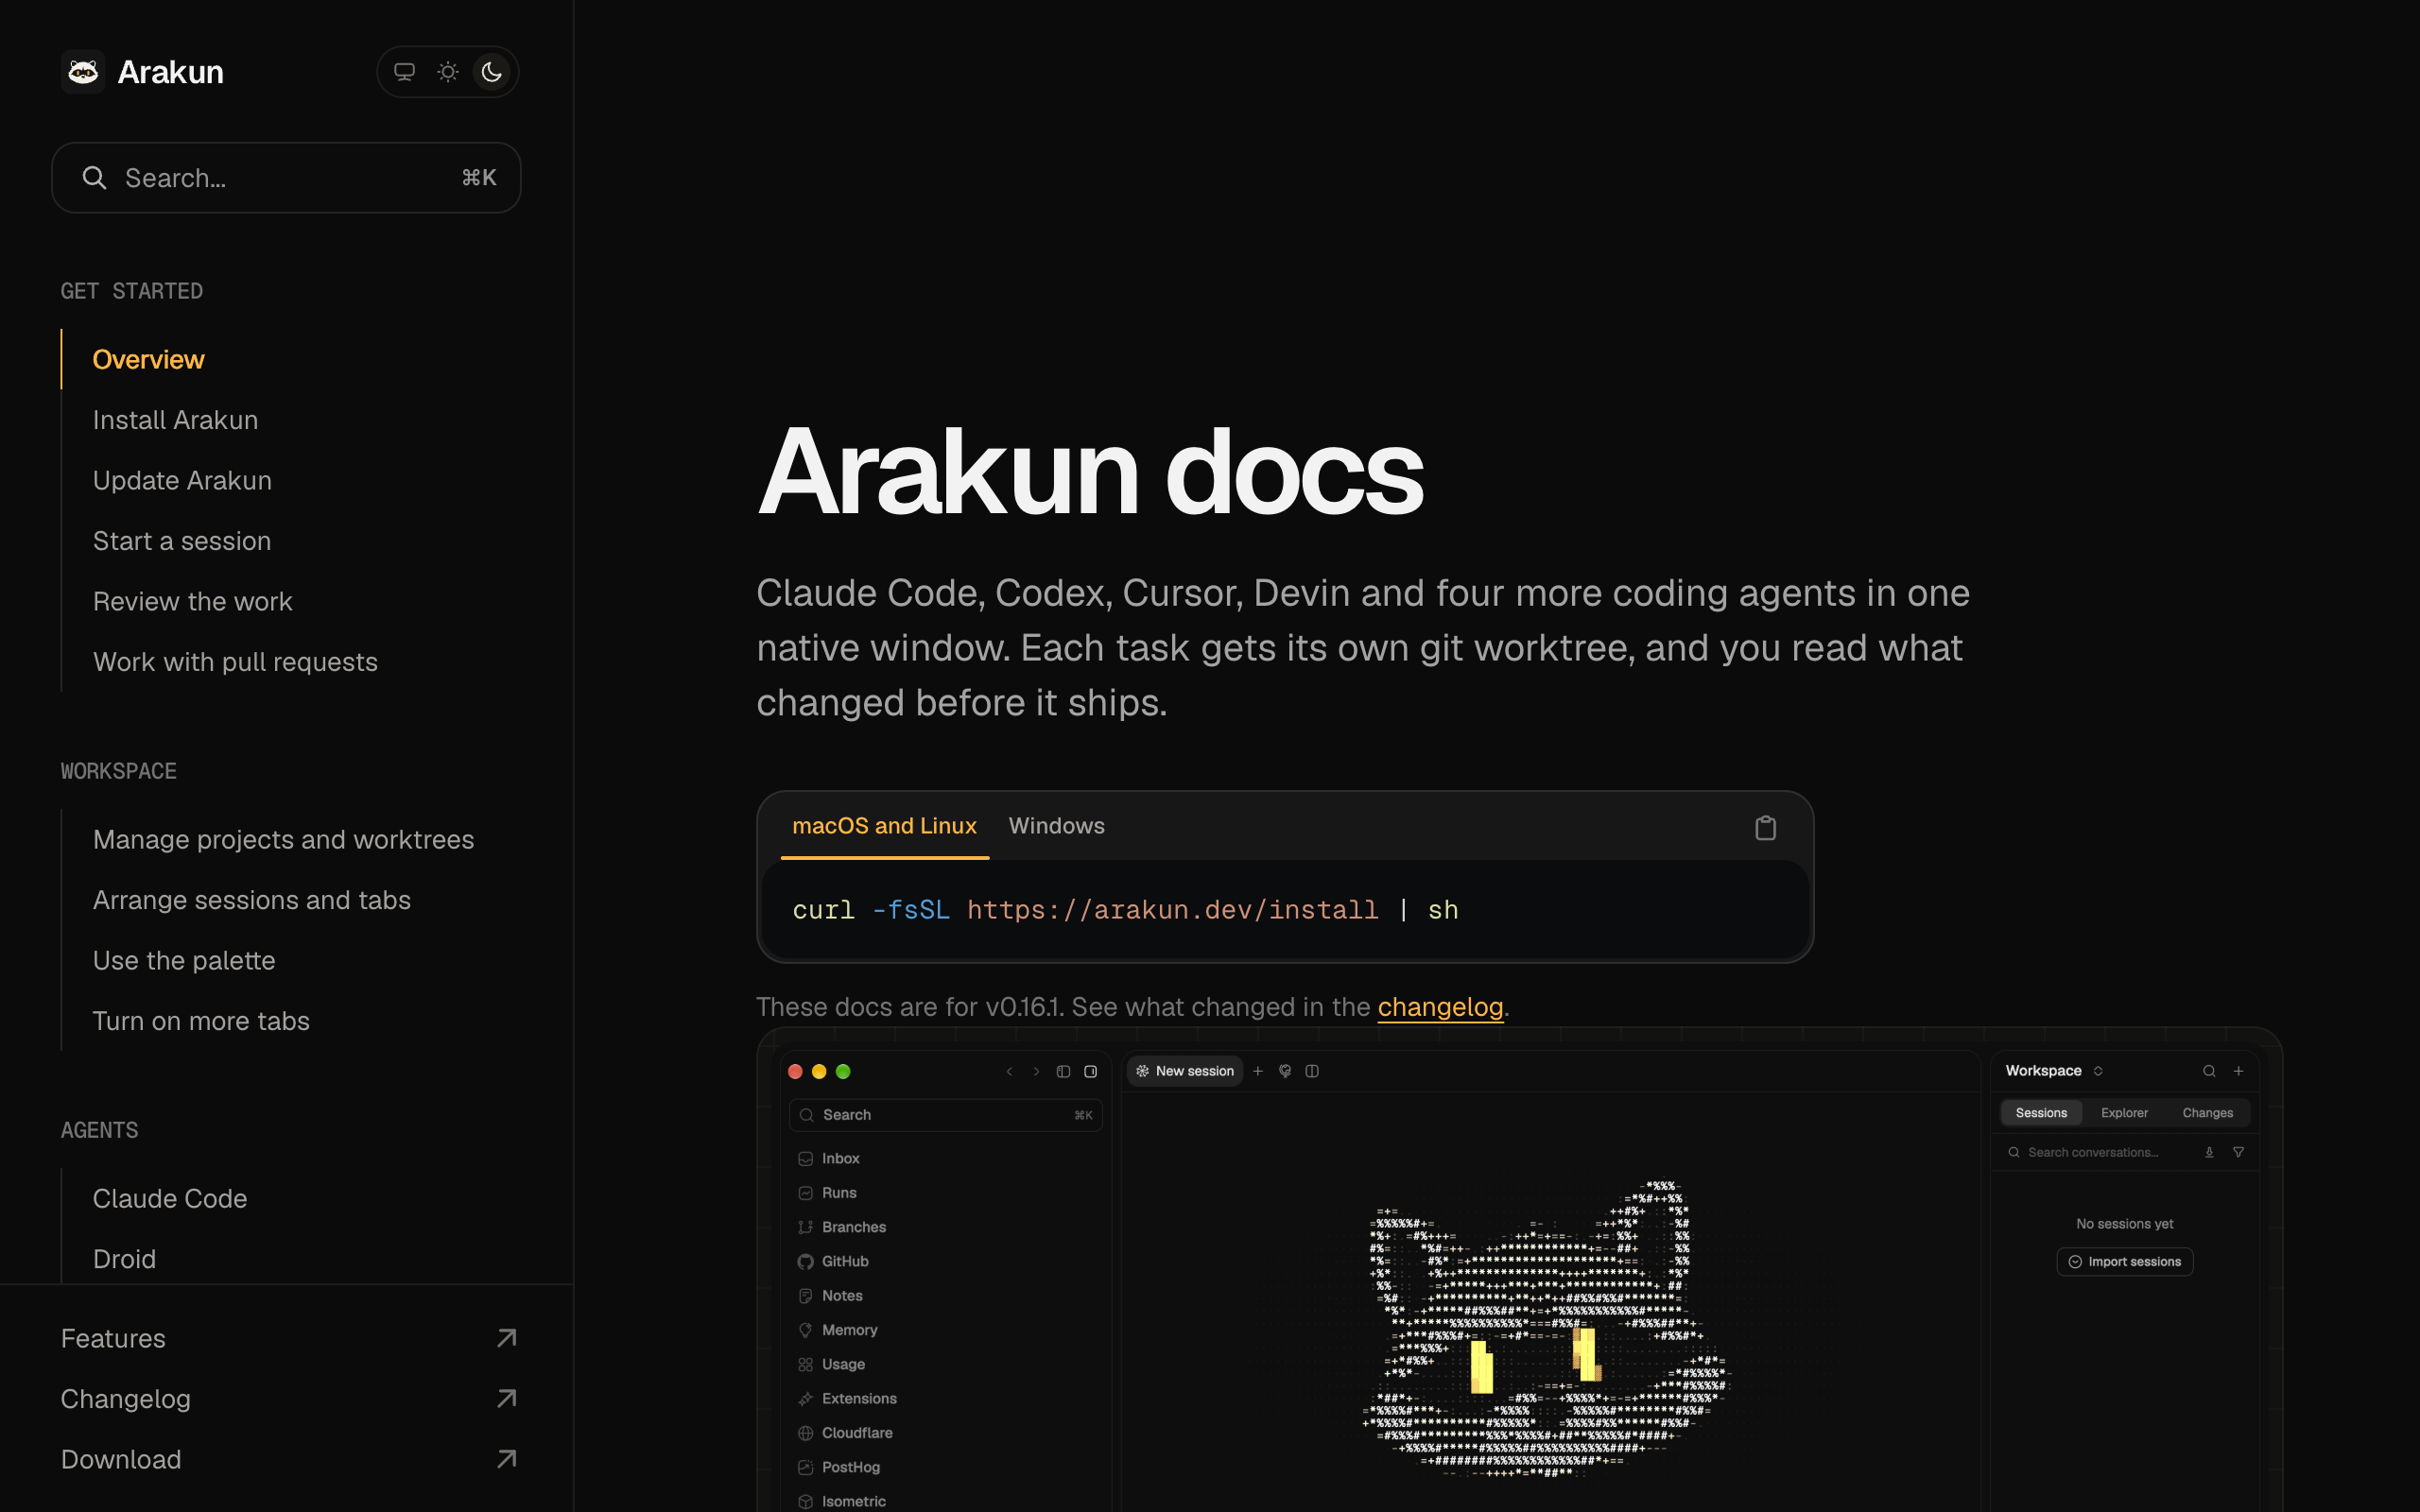 Arakun
Search...
⌘K
GET STARTED
Overview
Install Arakun
Update Arakun
Start a session
Review the work
Work with pull requests
WORKSPACE
Manage projects and worktrees
Arrange sessions and tabs
Use the palette
Turn on more tabs
AGENTS
Claude Code
Droid
Features
Changelog
Download
Arakun docs
Claude Code, Codex, Cursor, Devin and four more coding agents in one
native window. Each task gets its own git worktree, and you read what
changed before it ships.
macOS and Linux
Windows
curl -fsSL https://arakun.dev/install | sh
These docs are for v0.16.1. See what changed in the changelog.
Search
⌘K
Inbox
Runs
Branches
GitHub
Notes
Memory
Usage
Extensions
Cloudflare
PostHog
Isometric
New session
Workspace
Sessions
Explorer
Changes
Search conversations...
No sessions yet
Import sessions